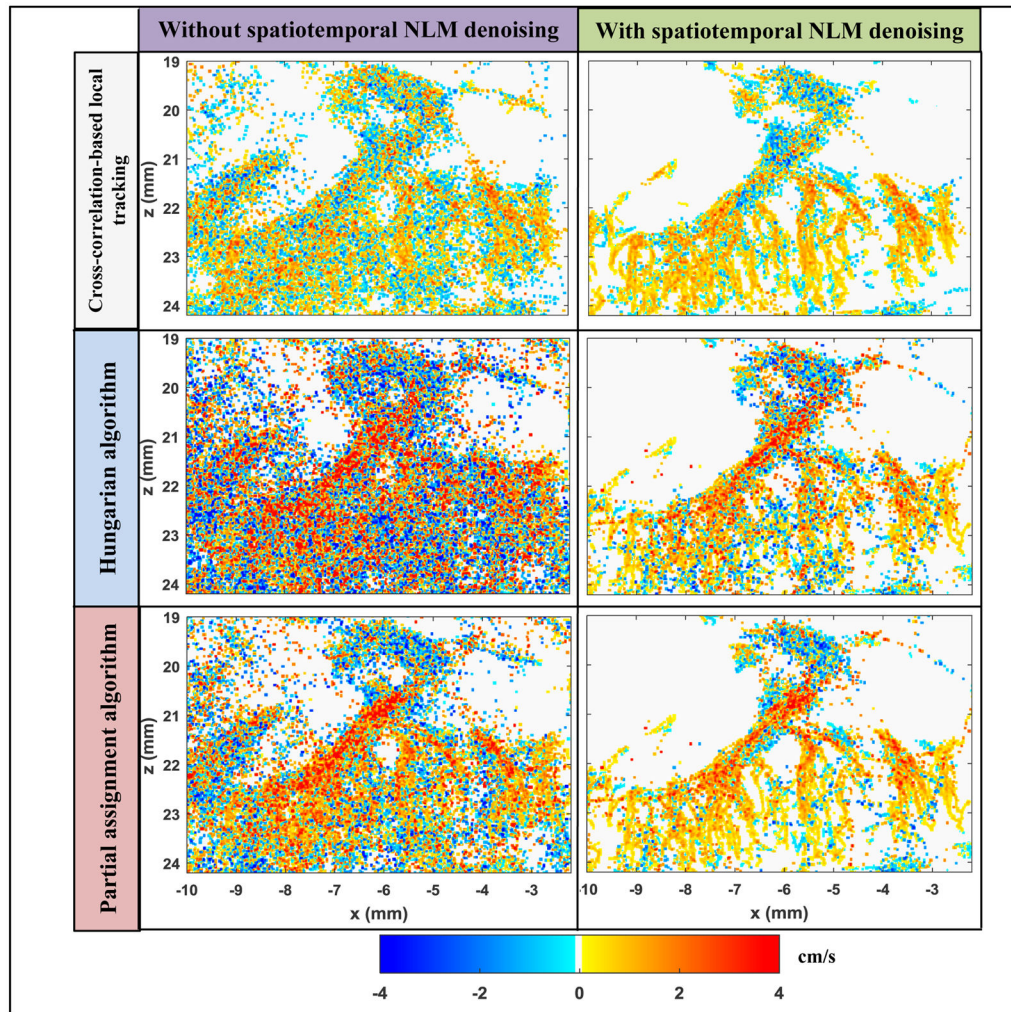 Without spatiotemporal NLM denoising
With spatiotemporal NLM denoising
Cross-correlation-based local
tracking
19
20
21
22
23
24
z (mm)
Hungarian algorithm
19
20
21
22
23
24
z (mm)
Partial assignment algorithm
19
20
21
22
23
24
z (mm)
-10 -9 -8 -7 -6 -5 -4 -3
x (mm)
10 -9 -8 -7 -6 -5 -4 -3
x (mm)
cm/s
-4 -2 0 2 4